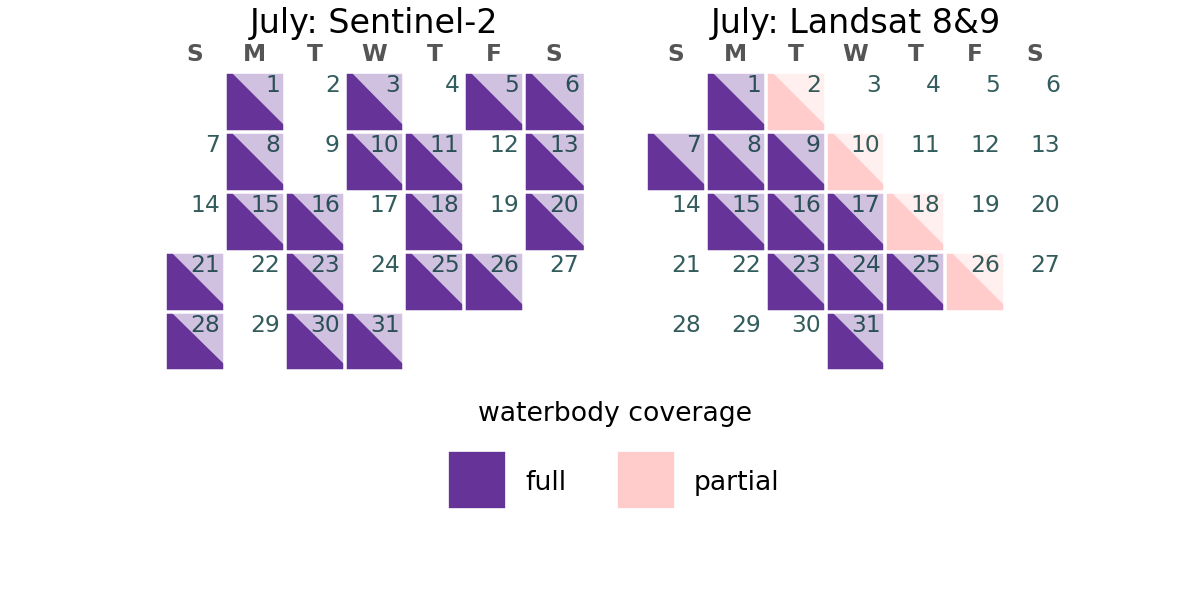 July: Sentinel-2
S M T W T F S
1 2 3 4 5 6
7 8 9 10 11 12 13
14 15 16 17 18 19 20
21 22 23 24 25 26 27
28 29 30 31
July: Landsat 8&9
S M T W T F S
1 2 3 4 5 6
7 8 9 10 11 12 13
14 15 16 17 18 19 20
21 22 23 24 25 26 27
28 29 30 31
waterbody coverage
full partial